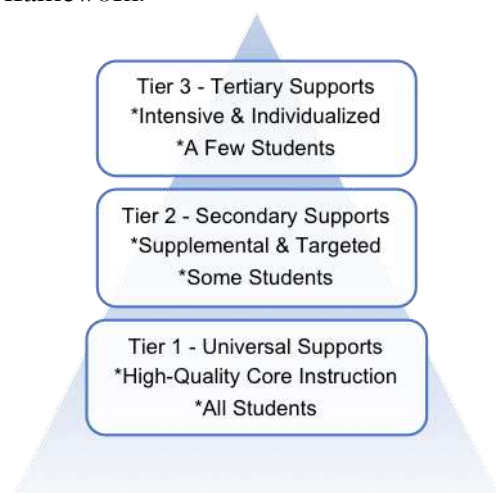 Tier 3 - Tertiary Supports
*Intensive & Individualized
*A Few Students
Tier 2 - Secondary Supports
*Supplemental & Targeted
*Some Students
Tier 1 - Universal Supports
*High-Quality Core Instruction
*All Students